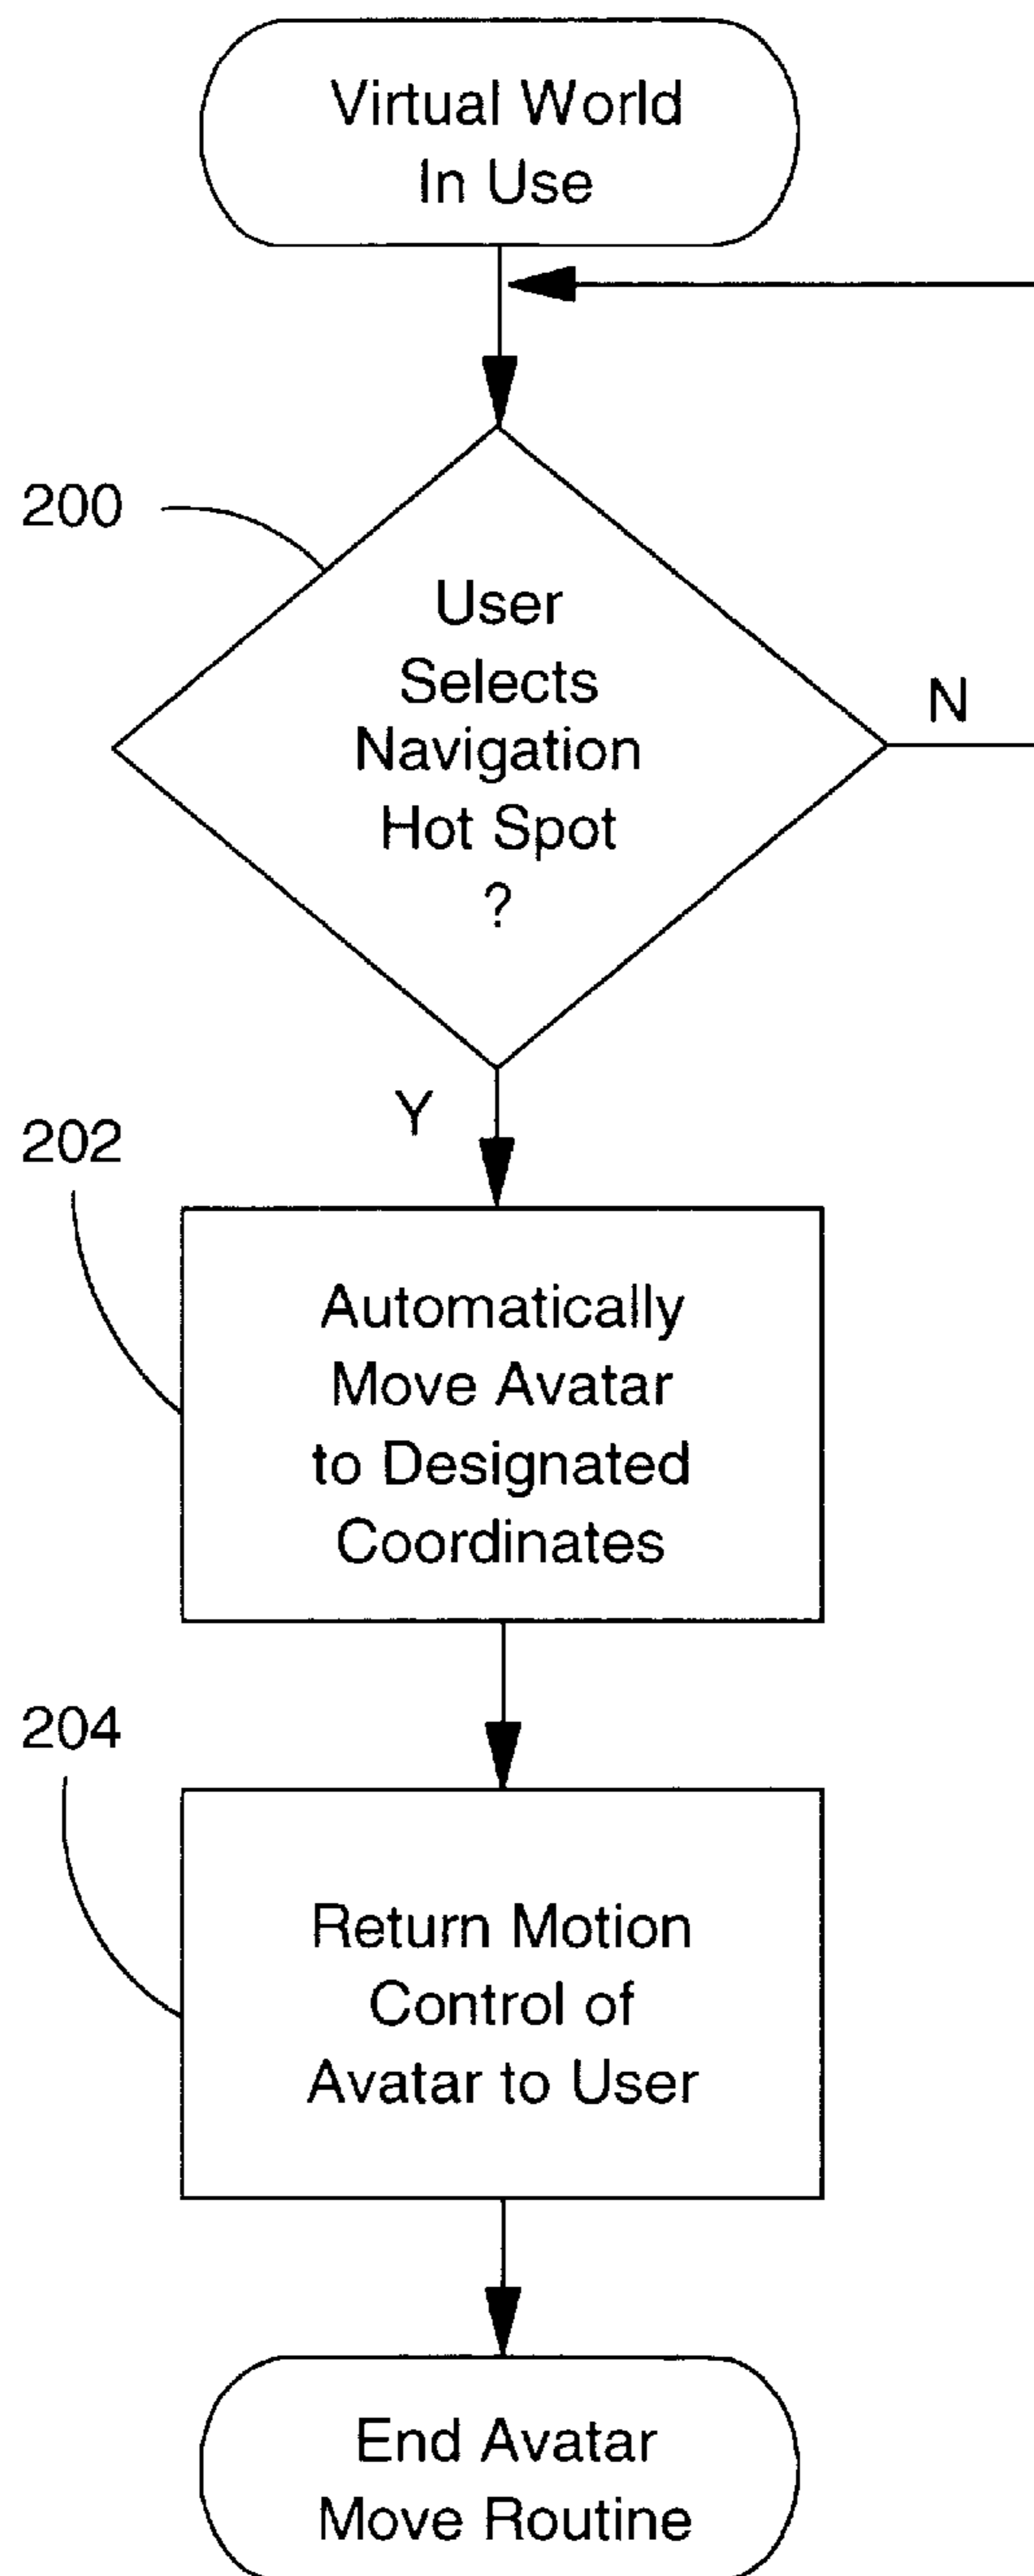 Virtual World
In Use
200
User
Selects
Navigation
Hot Spot
?
N
Y
202
Automatically
Move Avatar
to Designated
Coordinates
204
Return Motion
Control of
Avatar to User
End Avatar
Move Routine